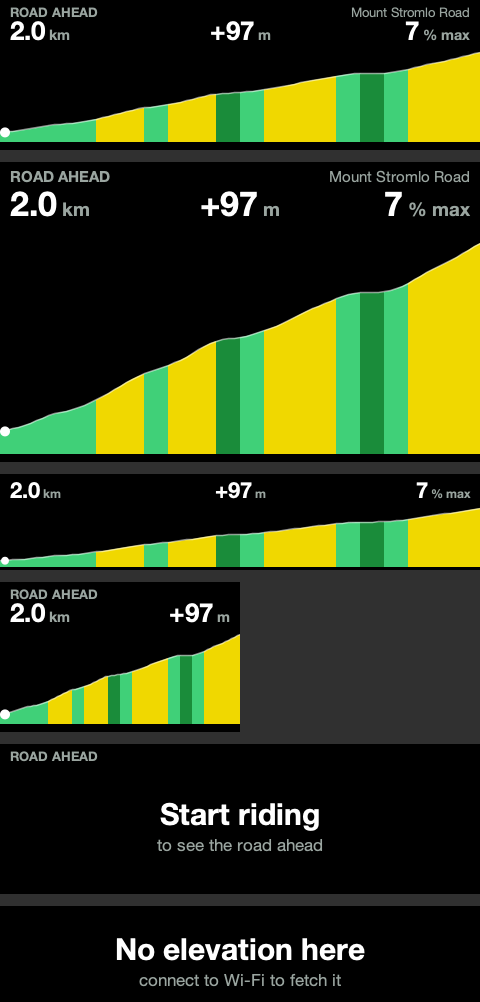 ROAD AHEAD Mount Stromlo Road
2.0 km +97 m 7 % max
ROAD AHEAD Mount Stromlo Road
2.0 km +97 m 7 % max
2.0 km +97 m 7 % max
ROAD AHEAD
2.0 km +97 m
ROAD AHEAD
Start riding
to see the road ahead
No elevation here
connect to Wi-Fi to fetch it